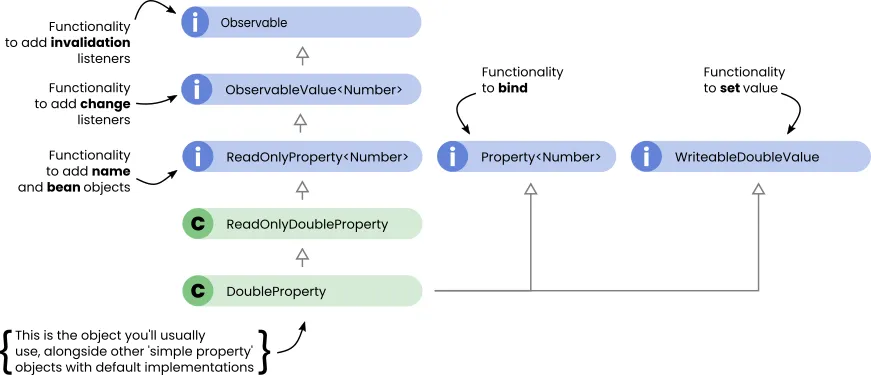 Functionality
to add invalidation
listeners
i Observable
Functionality
to add change
listeners
i ObservableValue<Number>
Functionality
to bind
Functionality
to set value
Functionality
to add name
and bean objects
i ReadOnlyProperty<Number>
i Property<Number>
i WriteableDoubleValue
C ReadOnlyDoubleProperty
C DoubleProperty
{ This is the object you'll usually
use, alongside other 'simple property'
objects with default implementations }